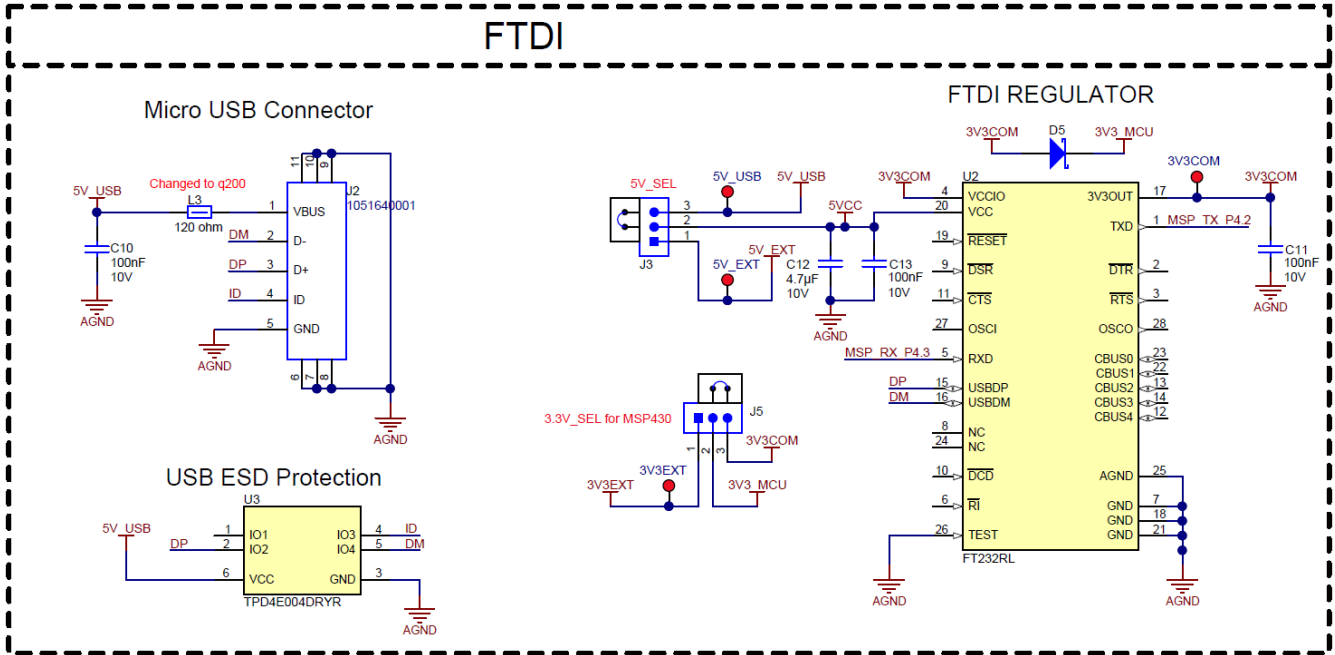 FTDI
Micro USB Connector
Changed to q200
5V_USB
L3
120 ohm
C10
100nF
10V
AGND
11
10
9
J2
1051640001
1
VBUS
DM
2
D-
DP
3
D+
ID
4
ID
5
GND
AGND
6
7
8
AGND
USB ESD Protection
U3
5V_USB
1
IO1
IO3
4
ID
DP
2
IO2
IO4
5
DM
6
VCC
GND
3
TPD4E004DRYR
AGND
5V_SEL
5V_USB
5V_USB
3
2
1
J3
5V_EXT
5V_EXT
5VCC
C12
4.7µF
10V
C13
100nF
10V
AGND
3.3V_SEL for MSP430
J5
1
2
3
3V3COM
3V3EXT
3V3EXT
3V3_MCU
FTDI REGULATOR
3V3COM
D5
3V3_MCU
U2
3V3COM
4
VCCIO
20
VCC
19
RESET
9
DSR
11
CTS
27
OSCI
MSP_RX_P4.3
5
RXD
DP
15
USBDP
DM
16
USBDM
8
NC
24
NC
10
DCD
6
RI
26
TEST
AGND
3V3OUT
17
3V3COM
3V3COM
TXD
1
MSP_TX_P4.2
DTR
2
RTS
3
OSCO
28
CBUS0
23
CBUS1
22
CBUS2
13
CBUS3
14
CBUS4
12
AGND
25
GND
7
GND
18
GND
21
FT232RL
AGND
C11
100nF
10V
AGND